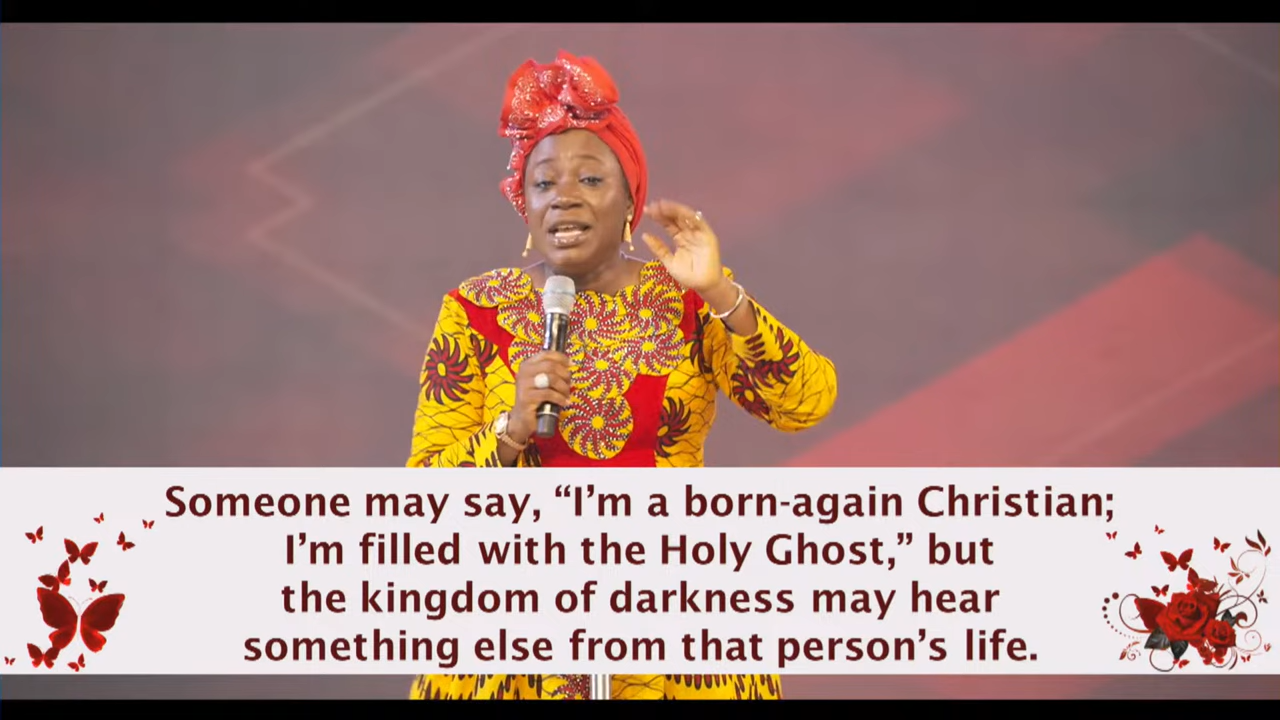 Someone may say, “I’m a born-again Christian;
I’m filled with the Holy Ghost,” but
the kingdom of darkness may hear
something else from that person’s life.